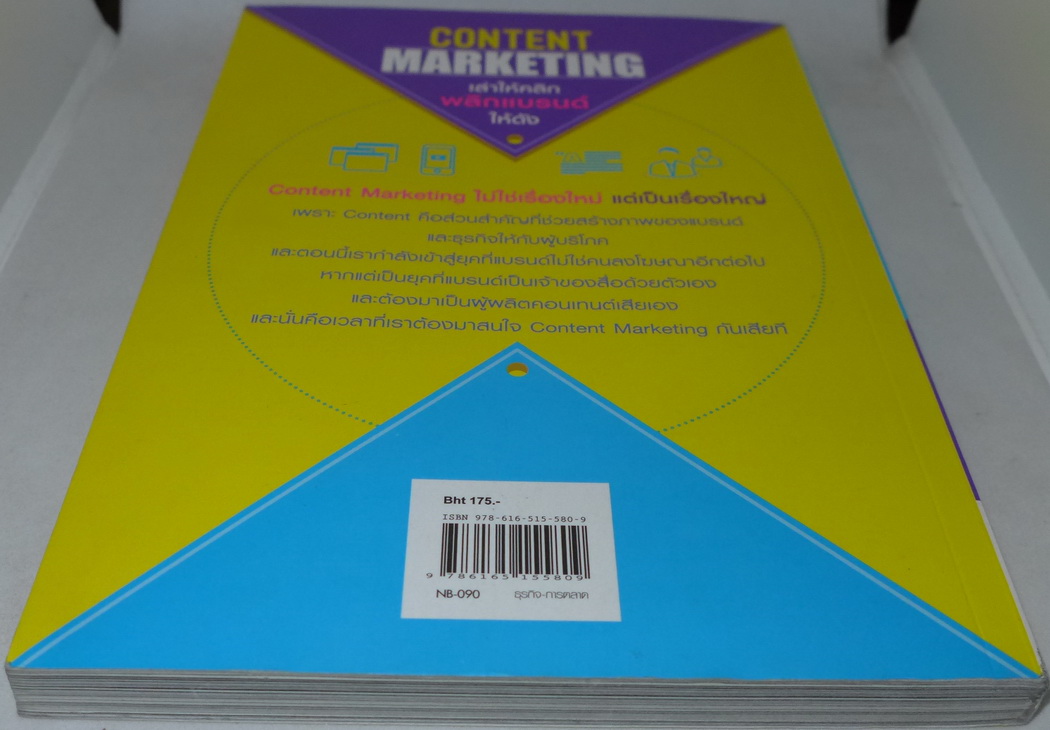 CONTENT
MARKETING
เล่าให้คลิก
พลิกแบรนด์
ให้ดัง
Content Marketing ไม่ใช่เรื่องใหม่ แต่เป็นเรื่องใหญ่
เพราะ Content คือส่วนสำคัญที่ช่วยสร้างภาพของแบรนด์
และธุรกิจให้กับผู้บริโภค
และตอนนี้เรากำลังเข้าสู่ยุคที่แบรนด์ไม่ใช่คนลงโฆษณาอีกต่อไป
หากแต่เป็นยุคที่แบรนด์เป็นเจ้าของสื่อด้วยตัวเอง
และต้องมาเป็นผู้ผลิตคอนเทนต์เสียเอง
และนั่นคือเวลาที่เราต้องมาสนใจ Content Marketing กันเสียที
Bht 175.-
ISBN 978-616-515-580-9
9 786165 155809
NB-090 ธุรกิจ-การตลาด